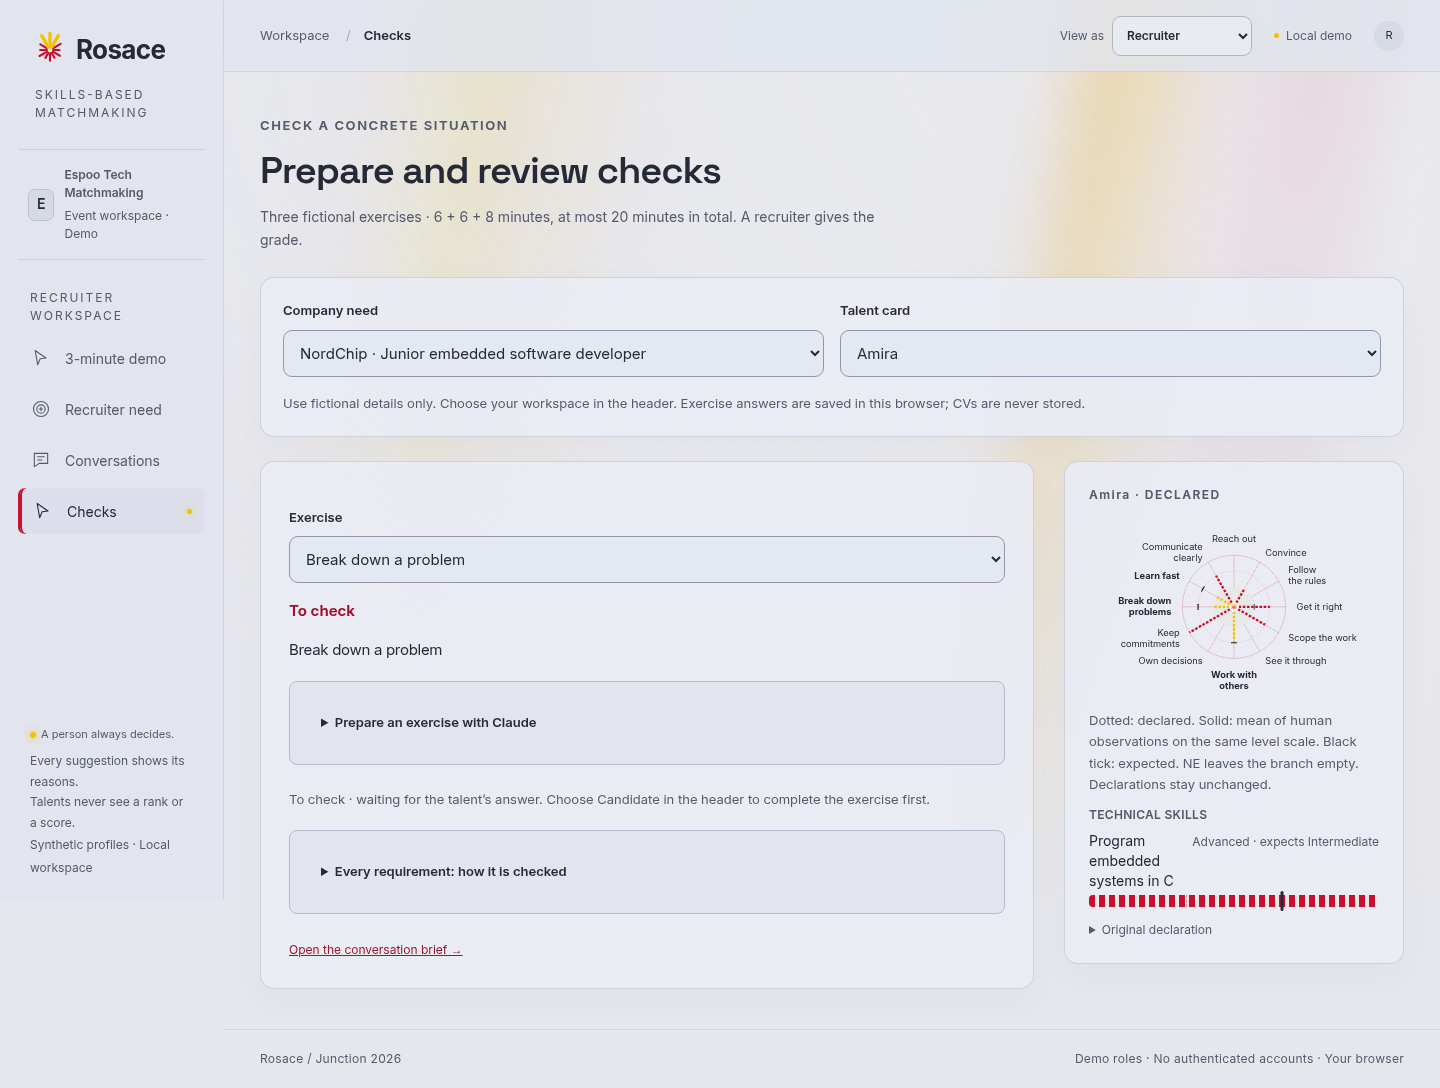 Rosace
SKILLS-BASED
MATCHMAKING
E
Espoo Tech
Matchmaking
Event workspace ·
Demo
RECRUITER
WORKSPACE
3-minute demo
Recruiter need
Conversations
Checks
A person always decides.
Every suggestion shows its
reasons.
Talents never see a rank or
a score.
Synthetic profiles · Local
workspace
Workspace / Checks
View as
Recruiter
Local demo
R
CHECK A CONCRETE SITUATION
Prepare and review checks
Three fictional exercises · 6 + 6 + 8 minutes, at most 20 minutes in total. A recruiter gives the
grade.
Company need
NordChip · Junior embedded software developer
Talent card
Amira
Use fictional details only. Choose your workspace in the header. Exercise answers are saved in this browser; CVs are never stored.
Exercise
Break down a problem
To check
Break down a problem
Prepare an exercise with Claude
To check · waiting for the talent’s answer. Choose Candidate in the header to complete the exercise first.
Every requirement: how it is checked
Open the conversation brief →
Amira · DECLARED
Reach out
Convince
Follow
the rules
Get it right
Scope the work
See it through
Work with
others
Own decisions
Keep
commitments
Break down
problems
Learn fast
Communicate
clearly
Dotted: declared. Solid: mean of human
observations on the same level scale. Black
tick: expected. NE leaves the branch empty.
Declarations stay unchanged.
TECHNICAL SKILLS
Program
embedded
systems in C
Advanced · expects Intermediate
Original declaration
Rosace / Junction 2026
Demo roles · No authenticated accounts · Your browser